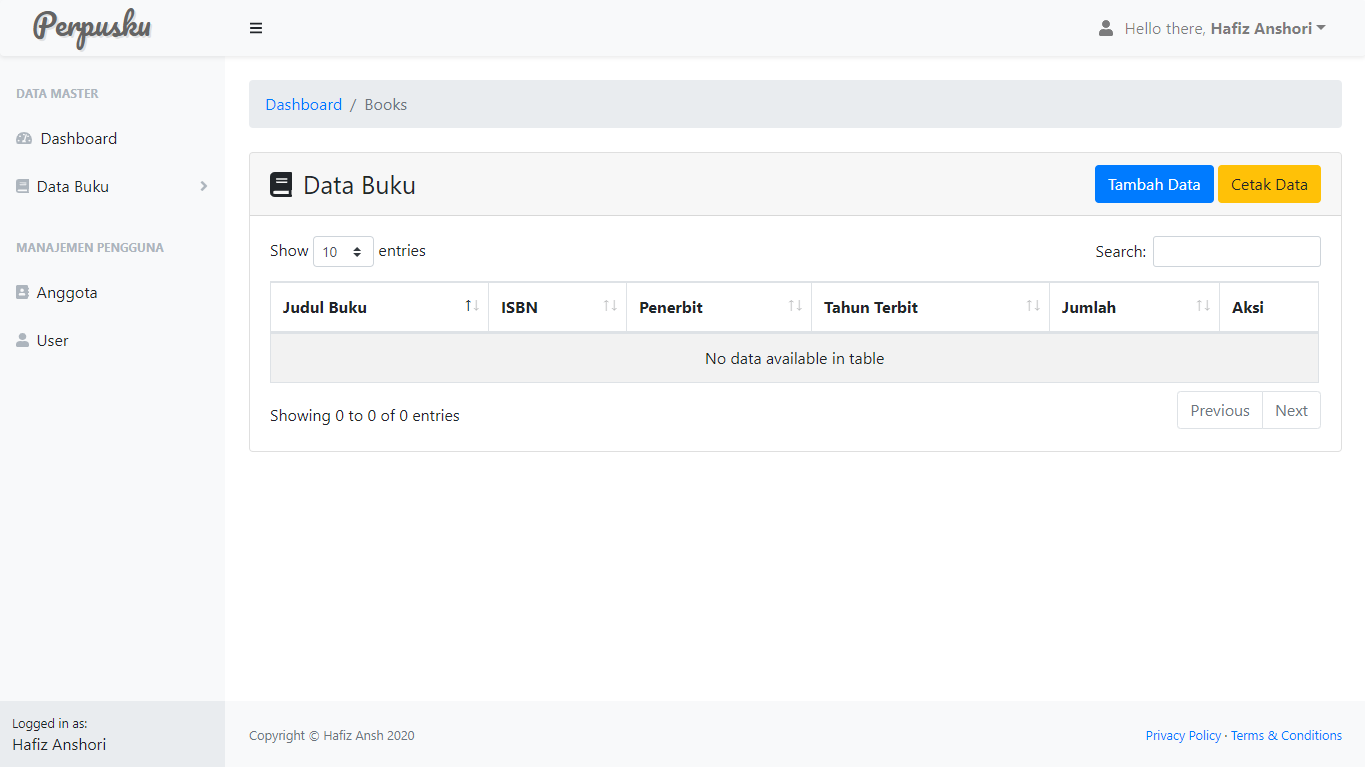 Perpusku
Hello there, Hafiz Anshori
DATA MASTER
Dashboard
Data Buku
MANAJEMEN PENGGUNA
Anggota
User
Logged in as:
Hafiz Anshori
Dashboard / Books
Data Buku
Tambah Data Cetak Data
Show 10 entries Search:
Judul Buku ISBN Penerbit Tahun Terbit Jumlah Aksi
No data available in table
Showing 0 to 0 of 0 entries
Previous Next
Copyright © Hafiz Ansh 2020
Privacy Policy · Terms & Conditions